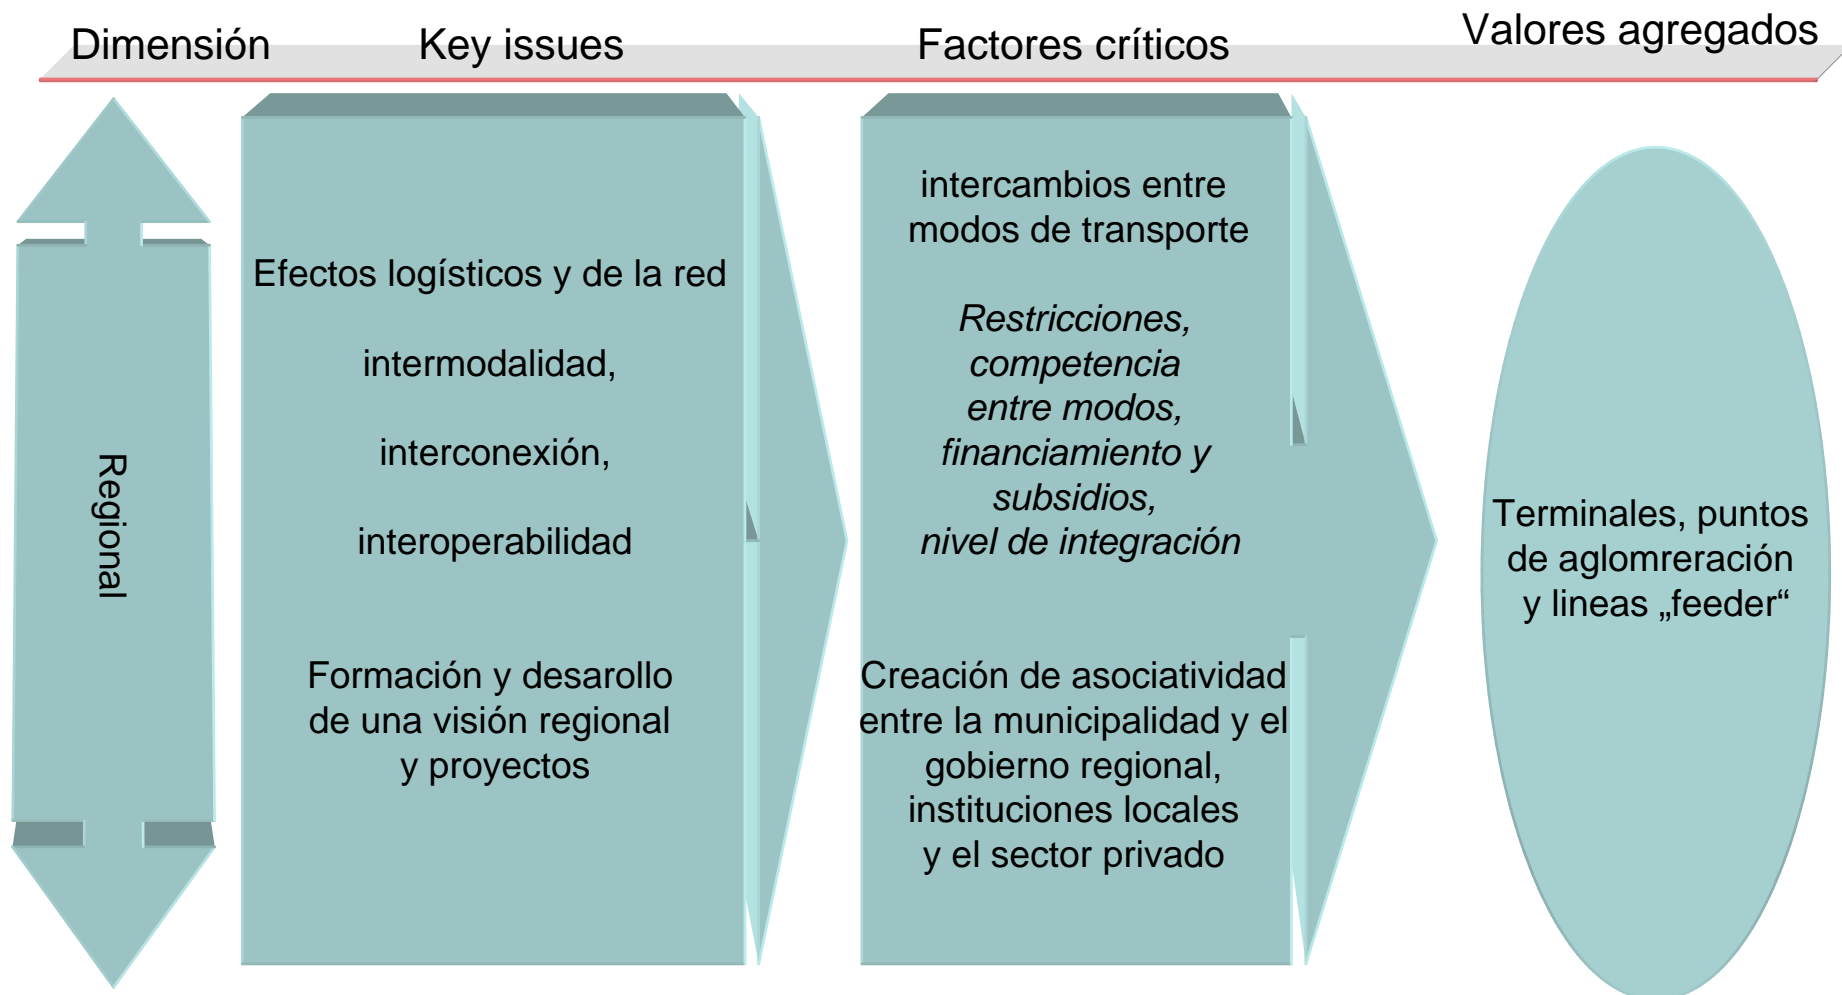 Dimensión
Key issues
Factores críticos
Valores agregados
Regional
Efectos logísticos y de la red
intermodalidad,
interconexión,
interoperabilidad
Formación y desarollo
de una visión regional
y proyectos
intercambios entre
modos de transporte
Restricciones,
competencia
entre modos,
financiamiento y
subsidios,
nivel de integración
Creación de asociatividad
entre la municipalidad y el
gobierno regional,
instituciones locales
y el sector privado
Terminales, puntos
de aglomreración
y lineas „feeder“